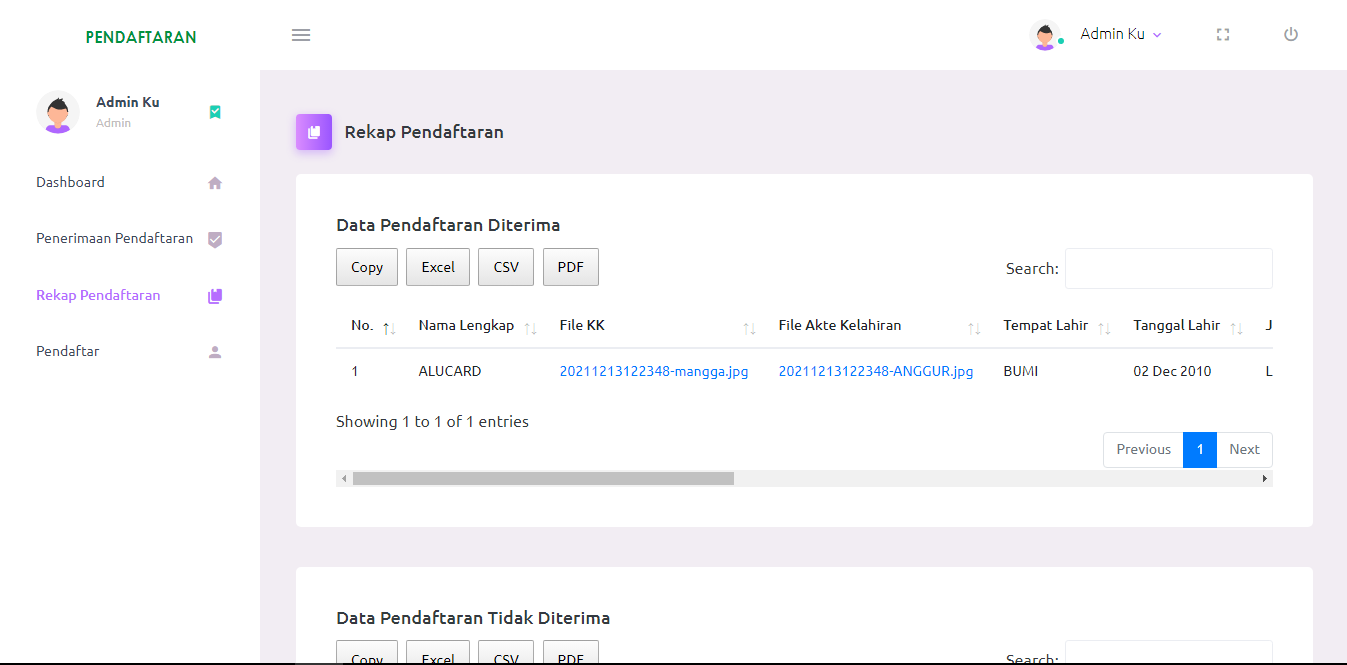 PENDAFTARAN
Admin Ku
Admin Ku
Admin
Dashboard
Penerimaan Pendaftaran
Rekap Pendaftaran
Pendaftar
Rekap Pendaftaran
Data Pendaftaran Diterima
Copy Excel CSV PDF Search:
No. Nama Lengkap File KK File Akte Kelahiran Tempat Lahir Tanggal Lahir J
1 ALUCARD 20211213122348-mangga.jpg 20211213122348-ANGGUR.jpg BUMI 02 Dec 2010 L
Showing 1 to 1 of 1 entries
Previous 1 Next
Data Pendaftaran Tidak Diterima
Copy Excel CSV PDF Search: